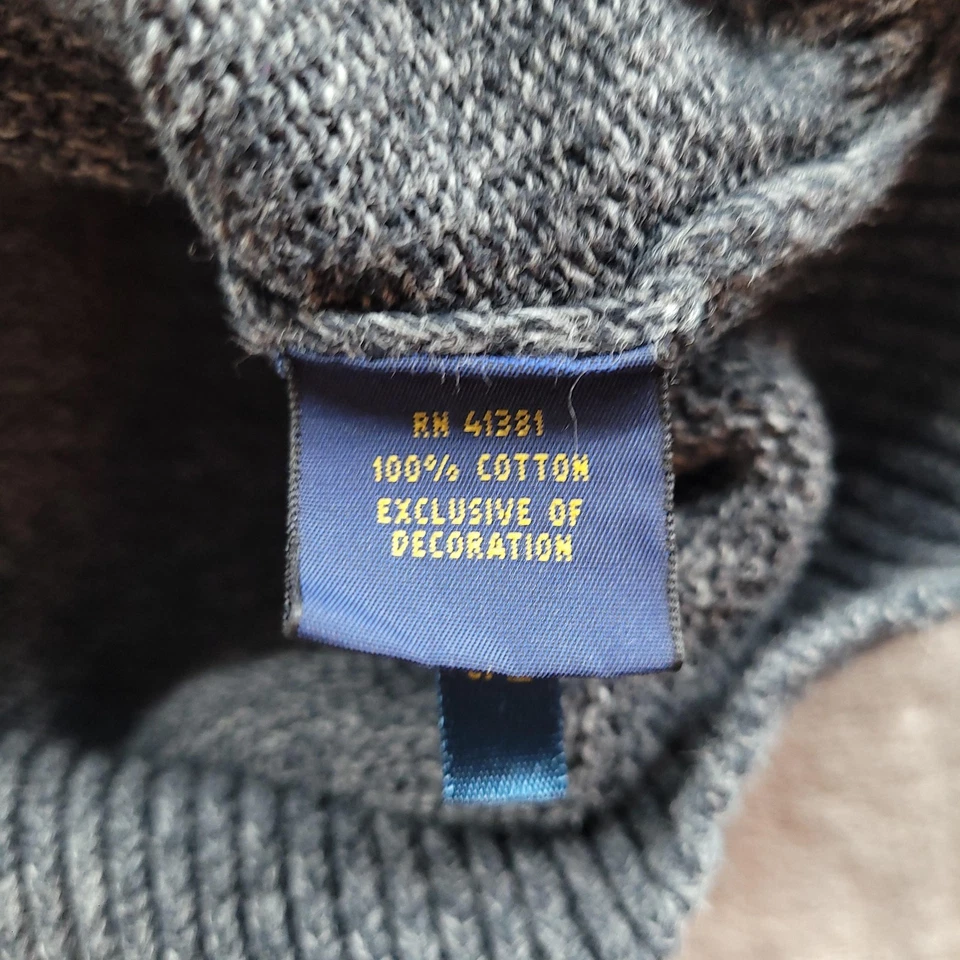 RN 41381
100% COTTON
EXCLUSIVE OF
DECORATION